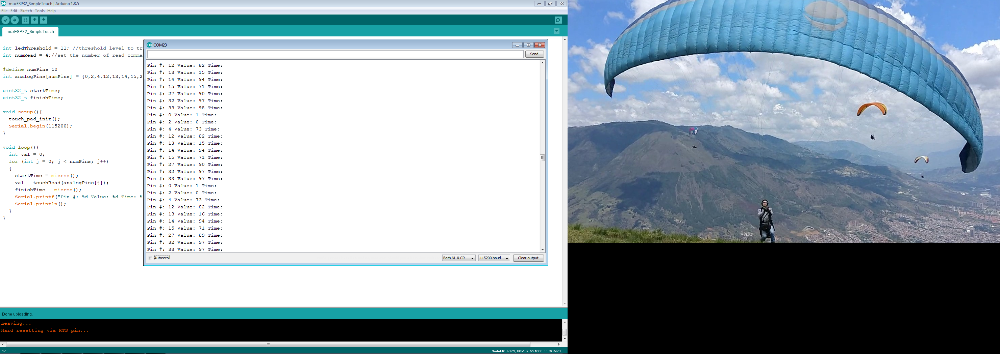 muxESP32_SimpleTouch | Arduino 1.8.5
File Edit Sketch Tools Help
muxESP32_SimpleTouch
int ledThreshold = 11; //threshold level to
int numRead = 4;//set the number of read
#define numPins 10
int analogPins[numPins] = {0,2,4,12,13,14,15,
uint32_t startTime;
uint32_t finishTime;
void setup(){
touch_pad_init();
Serial.begin(115200);
}
void loop(){
int val = 0;
for (int j = 0; j < numPins; j++)
{
startTime = micros();
val = touchRead(analogPins[j]);
finishTime = micros();
Serial.printf("Pin #: %d Value: %d Time: %
Serial.println();
}
}
COM23
Send
Pin #: 12 Value: 82 Time:
Pin #: 13 Value: 15 Time:
Pin #: 14 Value: 94 Time:
Pin #: 15 Value: 71 Time:
Pin #: 27 Value: 90 Time:
Pin #: 32 Value: 97 Time:
Pin #: 33 Value: 98 Time:
Pin #: 0 Value: 1 Time:
Pin #: 2 Value: 0 Time:
Pin #: 4 Value: 73 Time:
Pin #: 12 Value: 82 Time:
Pin #: 13 Value: 15 Time:
Pin #: 14 Value: 94 Time:
Pin #: 15 Value: 71 Time:
Pin #: 27 Value: 90 Time:
Pin #: 32 Value: 97 Time:
Pin #: 33 Value: 97 Time:
Pin #: 0 Value: 1 Time:
Pin #: 2 Value: 0 Time:
Pin #: 4 Value: 73 Time:
Pin #: 12 Value: 82 Time:
Pin #: 13 Value: 16 Time:
Pin #: 14 Value: 94 Time:
Pin #: 15 Value: 71 Time:
Pin #: 27 Value: 89 Time:
Pin #: 32 Value: 97 Time:
Pin #: 33 Value: 97 Time:
Autoscroll
Both NL & CR
115200 baud
Clear output
Done uploading.
Leaving...
Hard resetting via RTS pin...
17
NodeMCU-32S, 80MHz, 921600 on COM23